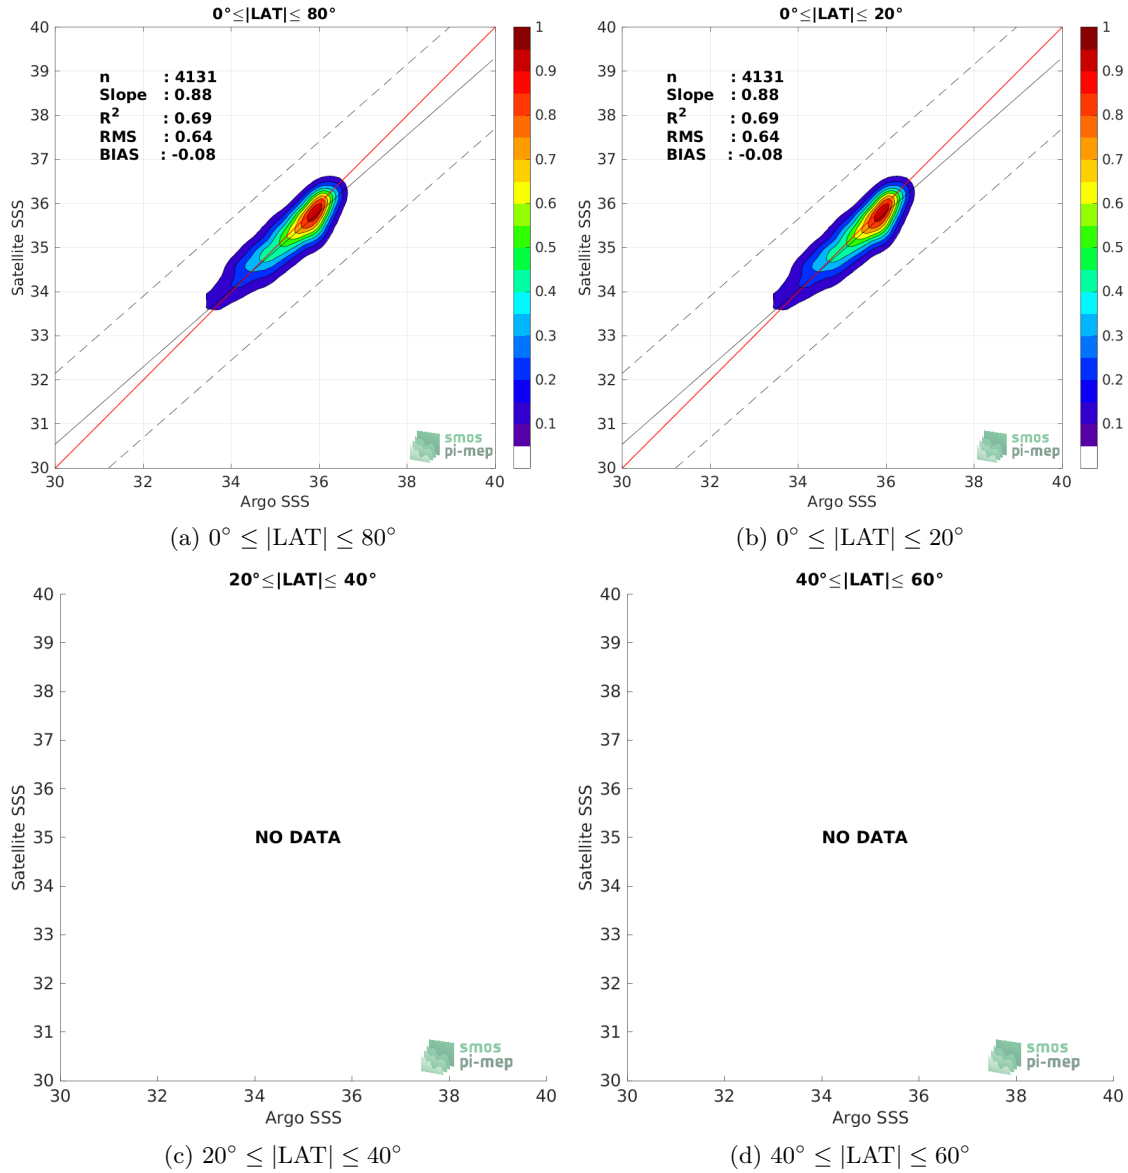 0°≤|LAT|≤ 80°
40
39
38
37
36
35
34
33
32
31
30
30 32 34 36 38 40
Satellite SSS
Argo SSS
n : 4131
Slope : 0.88
R² : 0.69
RMS : 0.64
BIAS : -0.08
1
0.9
0.8
0.7
0.6
0.5
0.4
0.3
0.2
0.1
smos
pi-mep
(a) 0° ≤ |LAT| ≤ 80°
0°≤|LAT|≤ 20°
40
39
38
37
36
35
34
33
32
31
30
30 32 34 36 38 40
Satellite SSS
Argo SSS
n : 4131
Slope : 0.88
R² : 0.69
RMS : 0.64
BIAS : -0.08
1
0.9
0.8
0.7
0.6
0.5
0.4
0.3
0.2
0.1
smos
pi-mep
(b) 0° ≤ |LAT| ≤ 20°
20°≤|LAT|≤ 40°
40
39
38
37
36
35
34
33
32
31
30
30 32 34 36 38 40
Satellite SSS
Argo SSS
NO DATA
smos
pi-mep
(c) 20° ≤ |LAT| ≤ 40°
40°≤|LAT|≤ 60°
40
39
38
37
36
35
34
33
32
31
30
30 32 34 36 38 40
Satellite SSS
Argo SSS
NO DATA
smos
pi-mep
(d) 40° ≤ |LAT| ≤ 60°